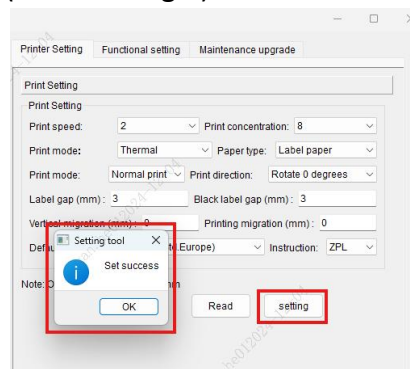 Printer Setting Functional setting Maintenance upgrade
Print Setting
Print Setting
Print speed: 2 Print concentration: 8
Print mode: Thermal Paper type: Label paper
Print mode: Normal print Print direction: Rotate 0 degrees
Label gap (mm): 3 Black label gap (mm): 3
Vertical migration (mm): 0 Printing migration (mm): 0
Setting tool
Europe) Instruction: ZPL
Set success
OK
Read setting